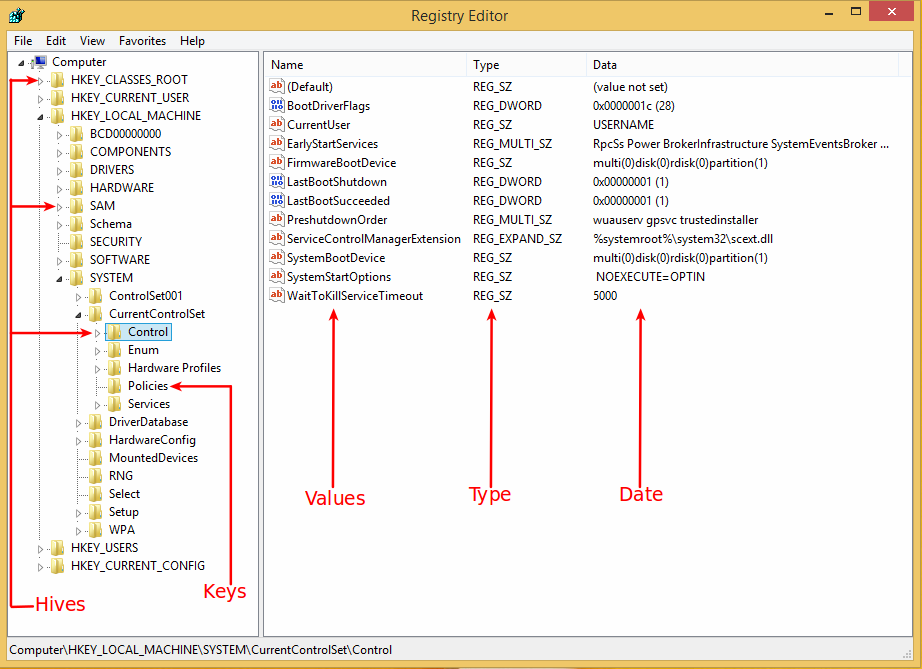 Registry Editor
File Edit View Favorites Help
Computer
HKEY_CLASSES_ROOT
HKEY_CURRENT_USER
HKEY_LOCAL_MACHINE
BCD00000000
COMPONENTS
DRIVERS
HARDWARE
SAM
Schema
SECURITY
SOFTWARE
SYSTEM
ControlSet001
CurrentControlSet
Control
Enum
Hardware Profiles
Policies
Services
DriverDatabase
HardwareConfig
MountedDevices
RNG
Select
Setup
WPA
HKEY_USERS
HKEY_CURRENT_CONFIG
Keys
Hives
Name Type Data
(Default) REG_SZ (value not set)
BootDriverFlags REG_DWORD 0x0000001c (28)
CurrentUser REG_SZ USERNAME
EarlyStartServices REG_MULTI_SZ RpcSs Power BrokerInfrastructure SystemEventsBroker ...
FirmwareBootDevice REG_SZ multi(0)disk(0)rdisk(0)partition(1)
LastBootShutdown REG_DWORD 0x00000001 (1)
LastBootSucceeded REG_DWORD 0x00000001 (1)
PreshutdownOrder REG_MULTI_SZ wuauserv gpsvc trustedinstaller
ServiceControlManagerExtension REG_EXPAND_SZ %systemroot%\system32\scext.dll
SystemBootDevice REG_SZ multi(0)disk(0)rdisk(0)partition(1)
SystemStartOptions REG_SZ NOEXECUTE=OPTIN
WaitToKillServiceTimeout REG_SZ 5000
Values Type Date
Computer\HKEY_LOCAL_MACHINE\SYSTEM\CurrentControlSet\Control